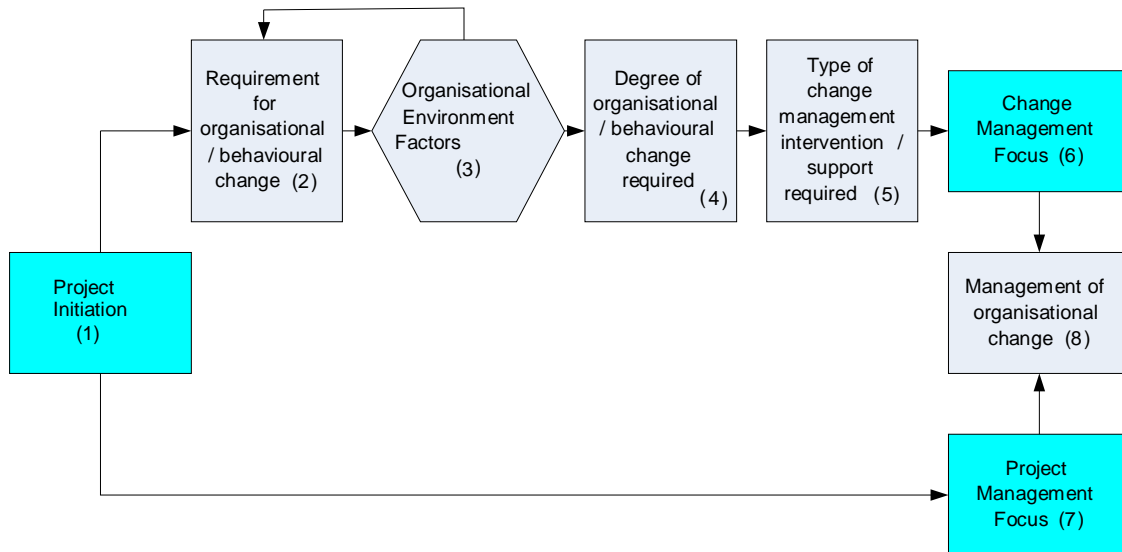 Requirement
for
organisational
/ behavioural
change (2)
Organisational
Environment
Factors
(3)
Degree of
organisational
/ behavioural
change
required
(4)
Type of
change
management
intervention /
support
required (5)
Change
Management
Focus (6)
Project
Initiation
(1)
Management of
organisational
change (8)
Project
Management
Focus (7)